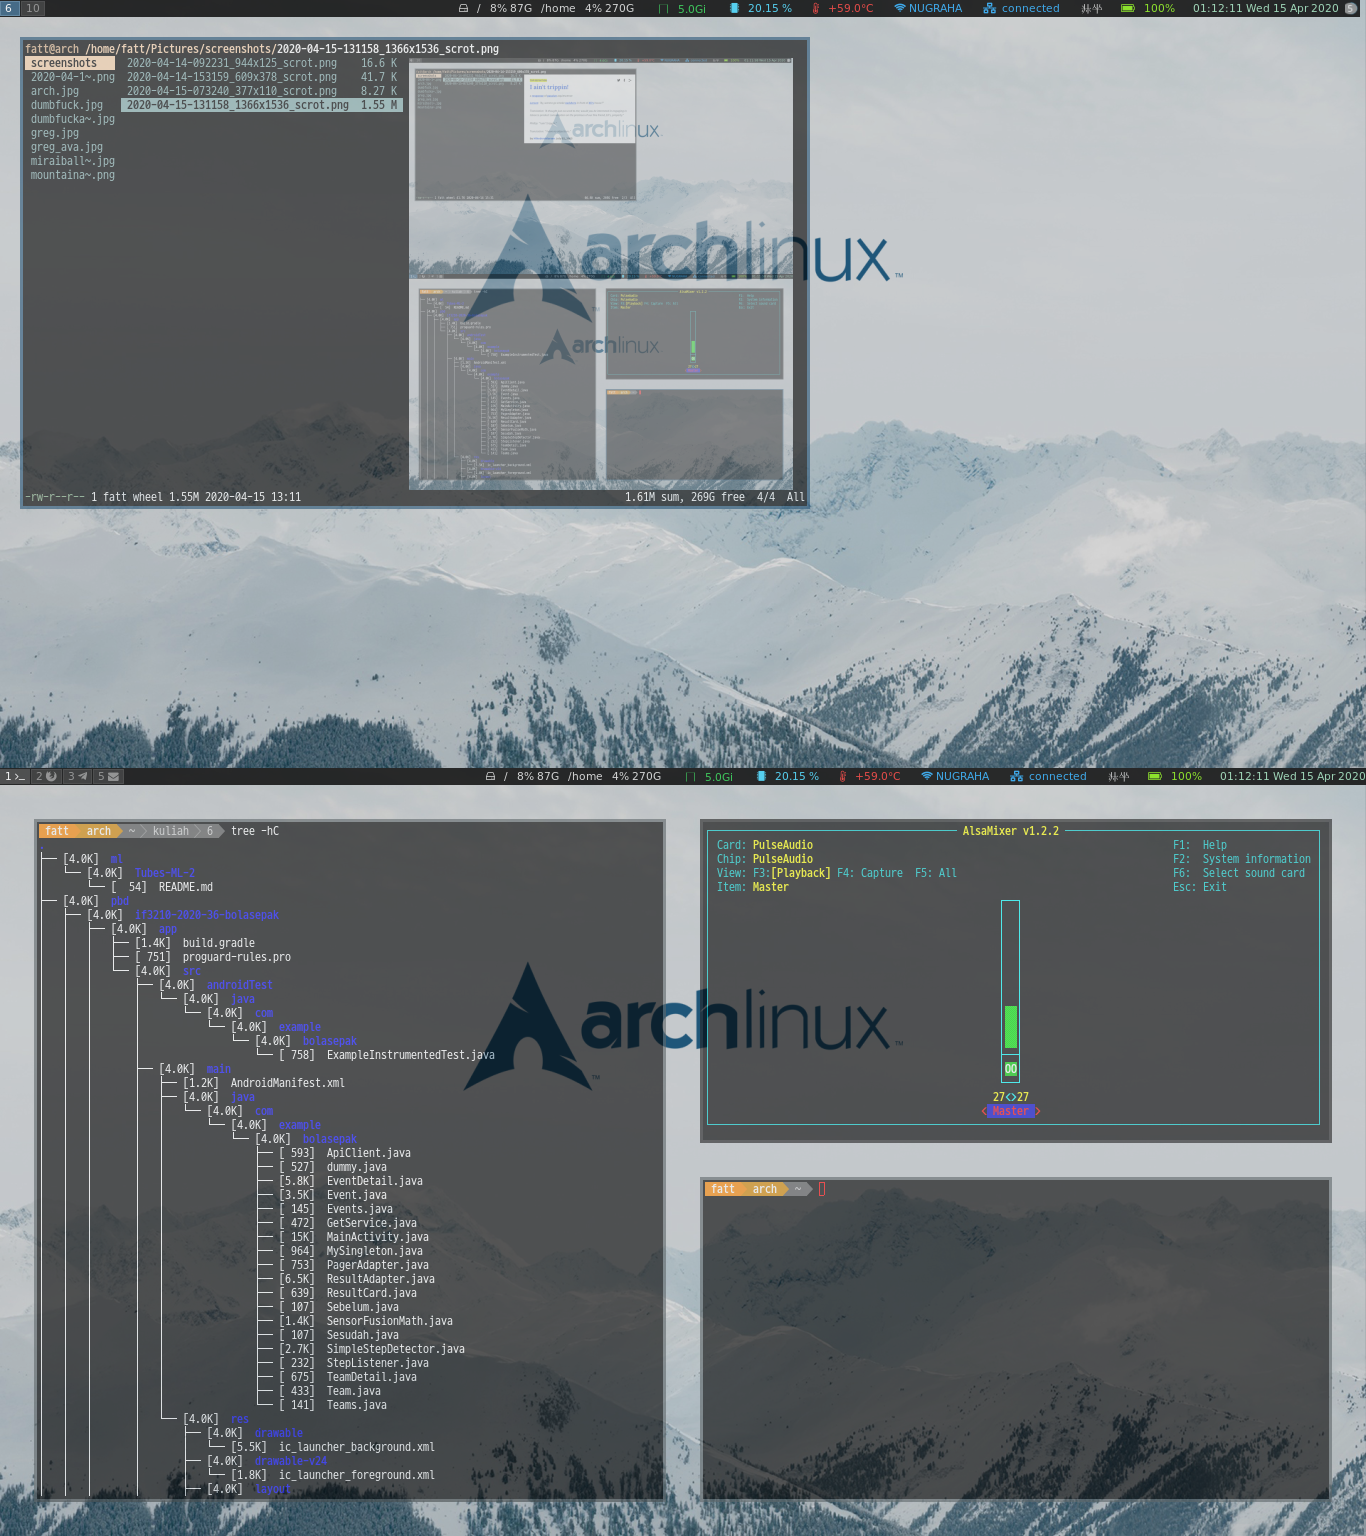 6 10 / 8% 87G /home 4% 270G 5.0Gi 20.15 % +59.0°C NUGRAHA connected 100% 01:12:11 Wed 15 Apr 2020 5
fatt@arch /home/fatt/Pictures/screenshots/2020-04-15-131158_1366x1536_scrot.png
screenshots 2020-04-14-092231_944x125_scrot.png 16.6 K
2020-04-1~.png 2020-04-14-153159_609x378_scrot.png 41.7 K
arch.jpg 2020-04-15-073240_377x110_scrot.png 8.27 K
dumbfuck.jpg 2020-04-15-131158_1366x1536_scrot.png 1.55 M
dumbfucka~.jpg
greg.jpg
greg_ava.jpg
miraiball~.jpg
mountaina~.png
I ain't trippin!
archlinux
archlinux™
archlinux
-rw-r--r-- 1 fatt wheel 1.55M 2020-04-15 13:11 1.61M sum, 269G free 4/4 All
1 >_ 2 3 5 / 8% 87G /home 4% 270G 5.0Gi 20.15 % +59.0°C NUGRAHA connected 100% 01:12:11 Wed 15 Apr 2020
fatt arch ~ kuliah 6 tree -hC
.
├── [4.0K] ml
└── [4.0K] Tubes-ML-2
└── [ 54] README.md
├── [4.0K] pbd
├── [4.0K] if3210-2020-36-bolasepak
├── [4.0K] app
├── [1.4K] build.gradle
├── [ 751] proguard-rules.pro
└── [4.0K] src
├── [4.0K] androidTest
└── [4.0K] java
└── [4.0K] com
└── [4.0K] example
└── [4.0K] bolasepak
└── [ 758] ExampleInstrumentedTest.java
├── [4.0K] main
├── [1.2K] AndroidManifest.xml
├── [4.0K] java
└── [4.0K] com
└── [4.0K] example
└── [4.0K] bolasepak
├── [ 593] ApiClient.java
├── [ 527] dummy.java
├── [5.8K] EventDetail.java
├── [3.5K] Event.java
├── [ 145] Events.java
├── [ 472] GetService.java
├── [ 15K] MainActivity.java
├── [ 964] MySingleton.java
├── [ 753] PagerAdapter.java
├── [6.5K] ResultAdapter.java
├── [ 639] ResultCard.java
├── [ 107] Sebelum.java
├── [1.4K] SensorFusionMath.java
├── [ 107] Sesudah.java
├── [2.7K] SimpleStepDetector.java
├── [ 232] StepListener.java
├── [ 675] TeamDetail.java
├── [ 433] Team.java
└── [ 141] Teams.java
└── [4.0K] res
├── [4.0K] drawable
└── [5.5K] ic_launcher_background.xml
├── [4.0K] drawable-v24
└── [1.8K] ic_launcher_foreground.xml
├── [4.0K] layout
archlinux™
AlsaMixer v1.2.2
Card: PulseAudio F1: Help
Chip: PulseAudio F2: System information
View: F3:[Playback] F4: Capture F5: All F6: Select sound card
Item: Master Esc: Exit
OO
27<>27
< Master >
fatt arch ~